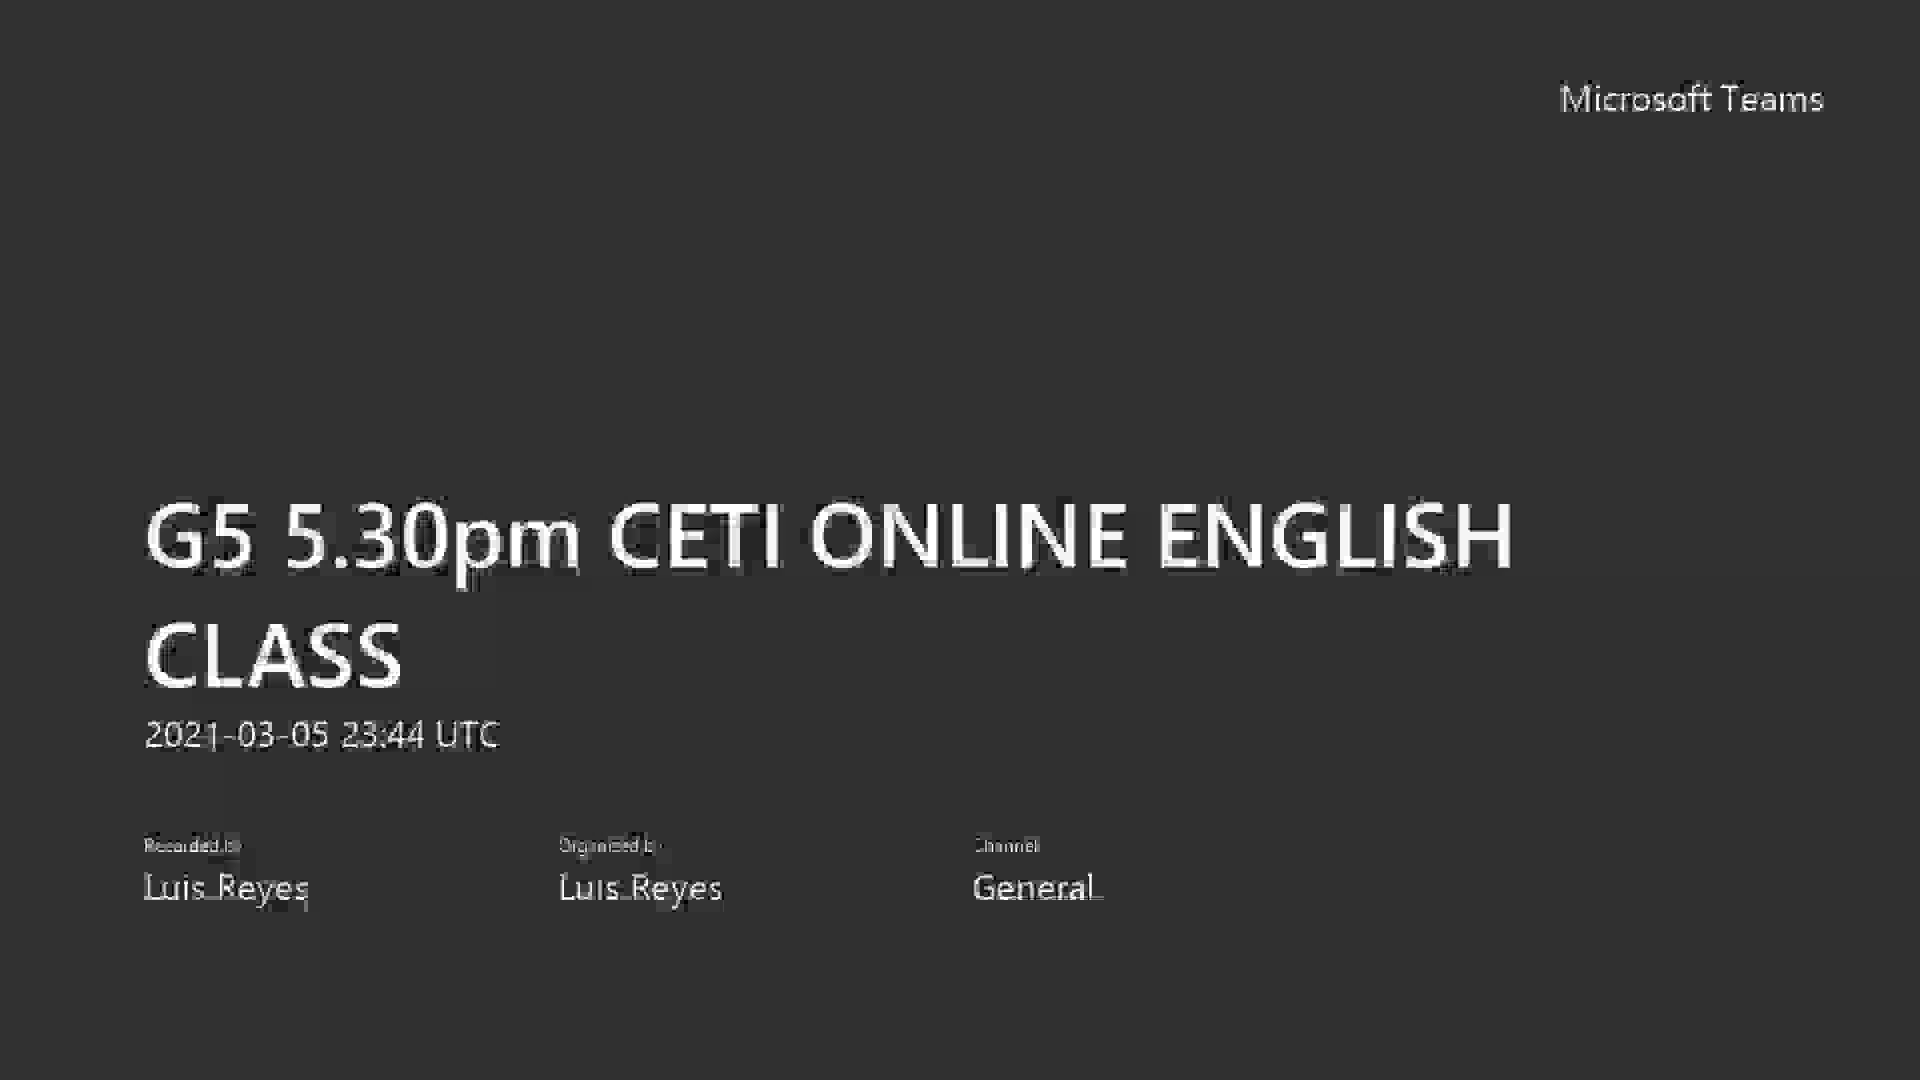 Microsoft Teams
G5 5.30pm CETI ONLINE ENGLISH
CLASS
2021-03-05 23:44 UTC
Recorded by
Organized by
Channel
Luis Reyes
Luis Reyes
General